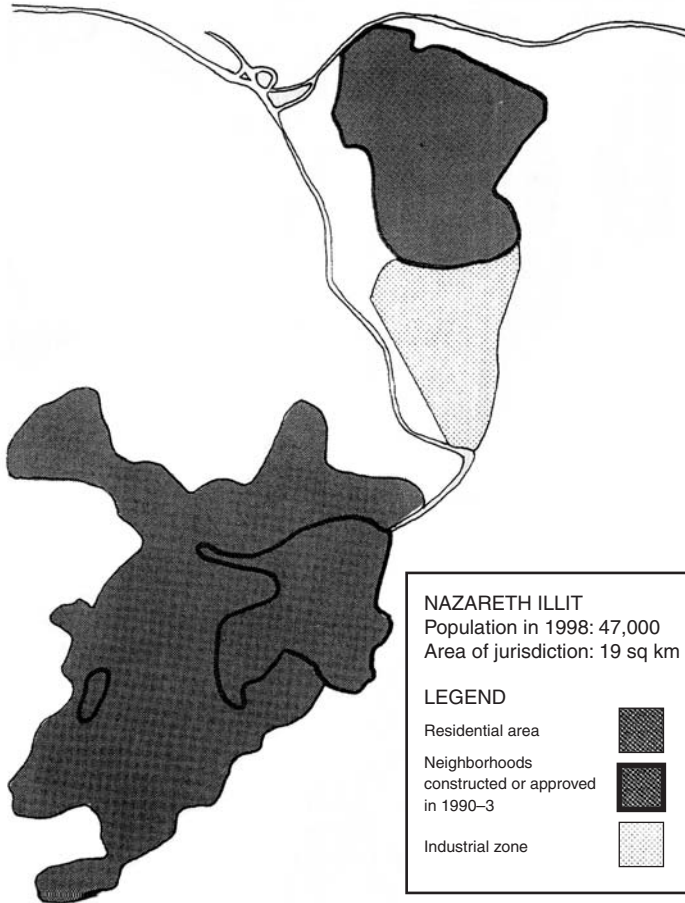 NAZARETH ILLIT
Population in 1998: 47,000
Area of jurisdiction: 19 sq km
LEGEND
Residential area
Neighborhoods
constructed or approved
in 1990–3
Industrial zone